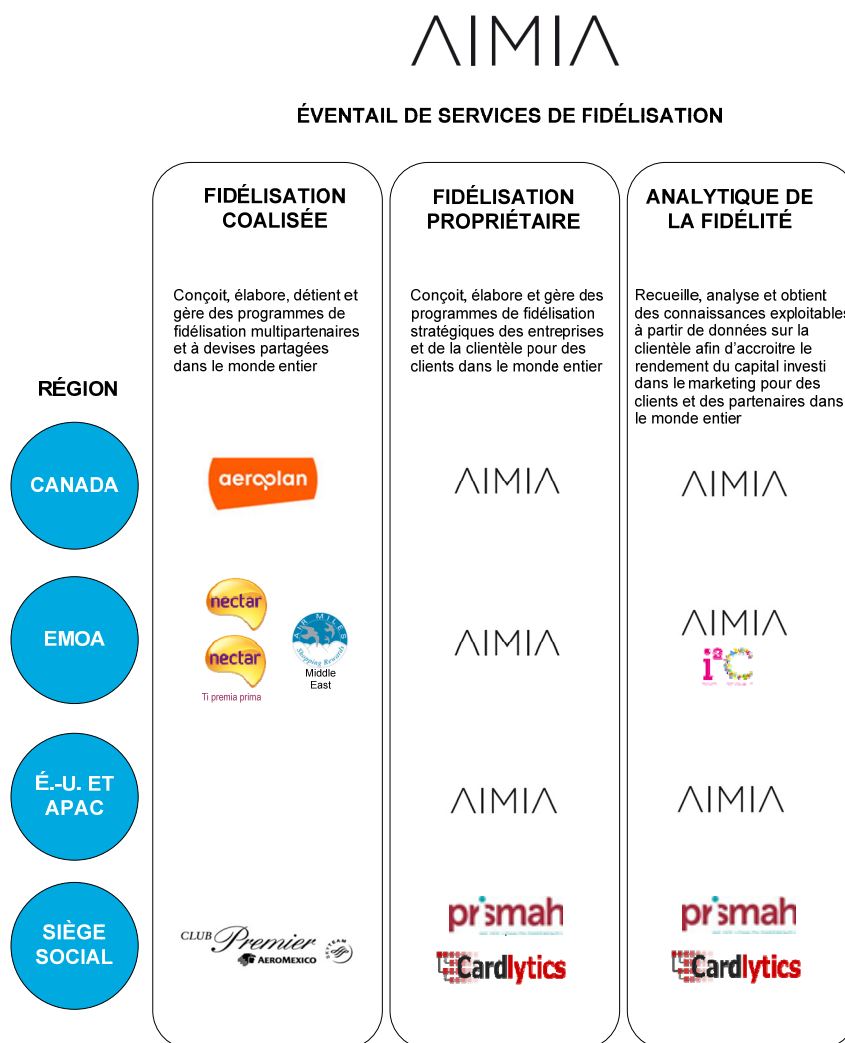 AIMIA
ÉVENTAIL DE SERVICES DE FIDÉLISATION
FIDÉLISATION
COALISÉE
Conçoit, élabore, détient et
gère des programmes de
fidélisation multipartenaires
et à devises partagées
dans le monde entier
FIDÉLISATION
PROPRIÉTAIRE
Conçoit, élabore et gère des
programmes de fidélisation
stratégiques des entreprises
et de la clientèle pour des
clients dans le monde entier
ANALYTIQUE DE
LA FIDÉLITÉ
Recueille, analyse et obtient
des connaissances exploitables
à partir de données sur la
clientèle afin d'accroitre le
rendement du capital investi
dans le marketing pour des
clients et des partenaires dans
le monde entier
RÉGION
CANADA
aeroplan
AIMIA
AIMIA
EMOA
nectar
nectar
Ti premia prima
AIR MILES
Shopping Rewards
Middle
East
AIMIA
AIMIA
i2C
É.-U. ET
APAC
AIMIA
AIMIA
SIÈGE
SOCIAL
CLUB Premier
AEROMEXICO
SKYTEAM
prismah
Cardlytics
prismah
Cardlytics